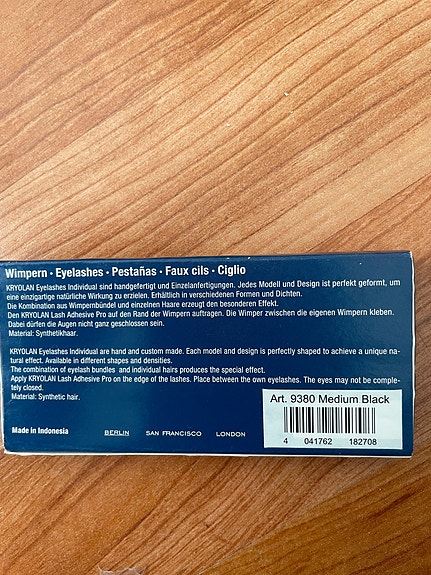 Wimpern · Eyelashes · Pestañas · Faux cils · Ciglio
KRYOLAN Eyelashes Individual sind handgefertigt und Einzelanfertigungen. Jedes Modell und Design ist perfekt geformt, um
eine einzigartige natürliche Wirkung zu erzielen. Erhältlich in verschiedenen Formen und Dichten.
Die Kombination aus Wimpernbündel und einzelnen Haare erzeugt den besonderen Effekt.
Den KRYOLAN Lash Adhesive Pro auf den Rand der Wimpern auftragen. Die Wimper zwischen die eigenen Wimpern kleben.
Dabei dürfen die Augen nicht ganz geschlossen sein.
Material: Synthetikhaar.
KRYOLAN Eyelashes Individual are hand and custom made. Each model and design is perfectly shaped to achieve a unique na-
tural effect. Available in different shapes and densities.
The combination of eyelash bundles and individual hairs produces the special effect.
Apply KRYOLAN Lash Adhesive Pro on the edge of the lashes. Place between the own eyelashes. The eyes may not be comple-
tely closed.
Material: Synthetic hair.
Art. 9380 Medium Black
4 041762 182708
Made in Indonesia
BERLIN SAN FRANCISCO LONDON